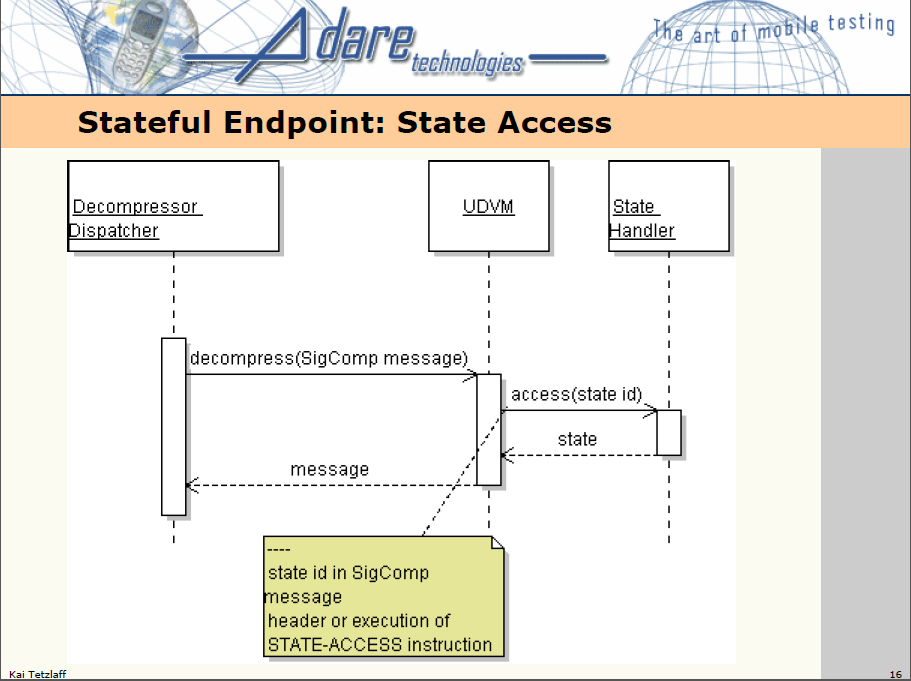 Adare
technologies
The art of mobile testing
Stateful Endpoint: State Access
Decompressor
Dispatcher
UDVM
State
Handler
decompress(SigComp message)
access(state id)
state
message
----
state id in SigComp
message
header or execution of
STATE-ACCESS instruction
Kai Tetzlaff
16